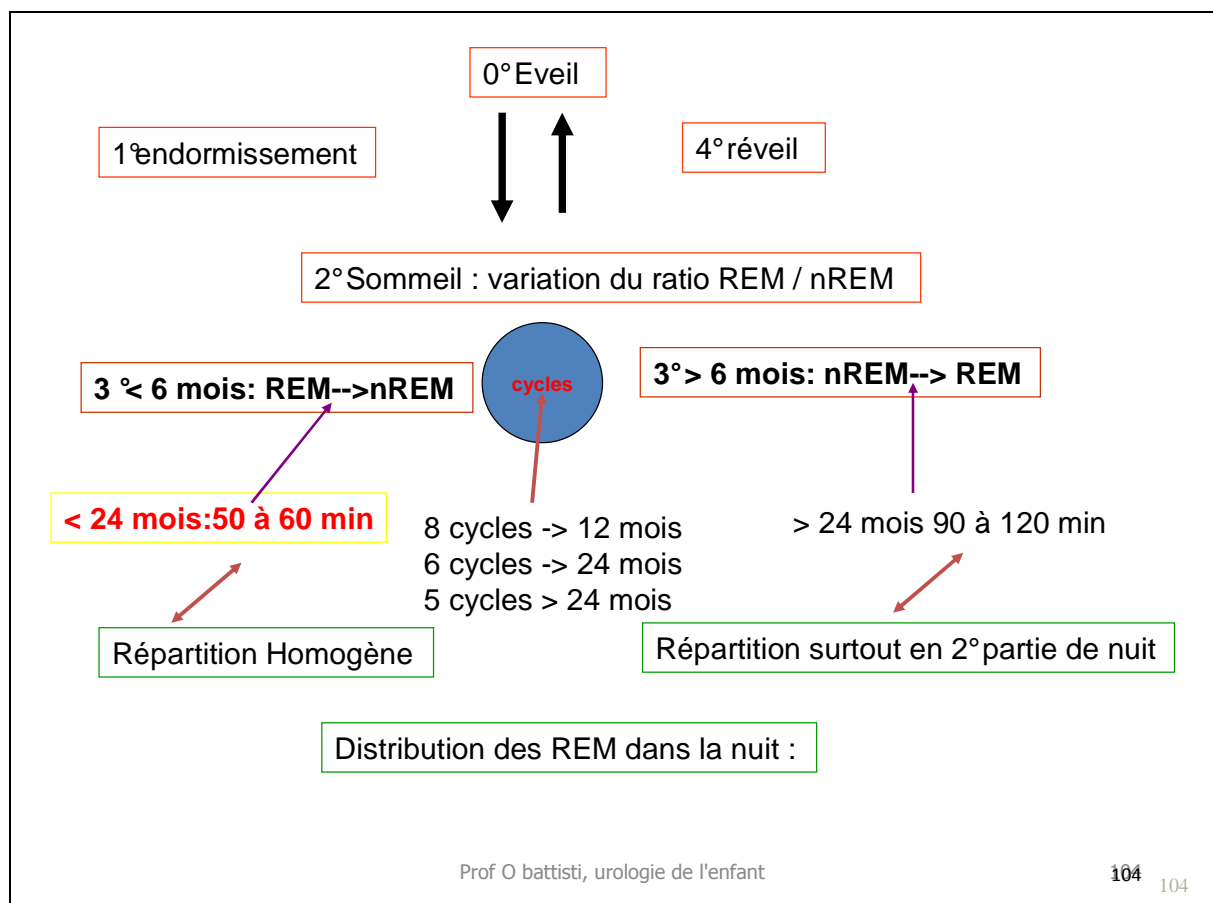 0° Eveil
1°endormissement
4° réveil
2° Sommeil : variation du ratio REM / nREM
3 °< 6 mois: REM-->nREM
cycles
3° > 6 mois: nREM--> REM
< 24 mois:50 à 60 min
8 cycles -> 12 mois
6 cycles -> 24 mois
5 cycles > 24 mois
> 24 mois 90 à 120 min
Répartition Homogène
Répartition surtout en 2° partie de nuit
Distribution des REM dans la nuit :
Prof O battisti, urologie de l'enfant
104
104
104